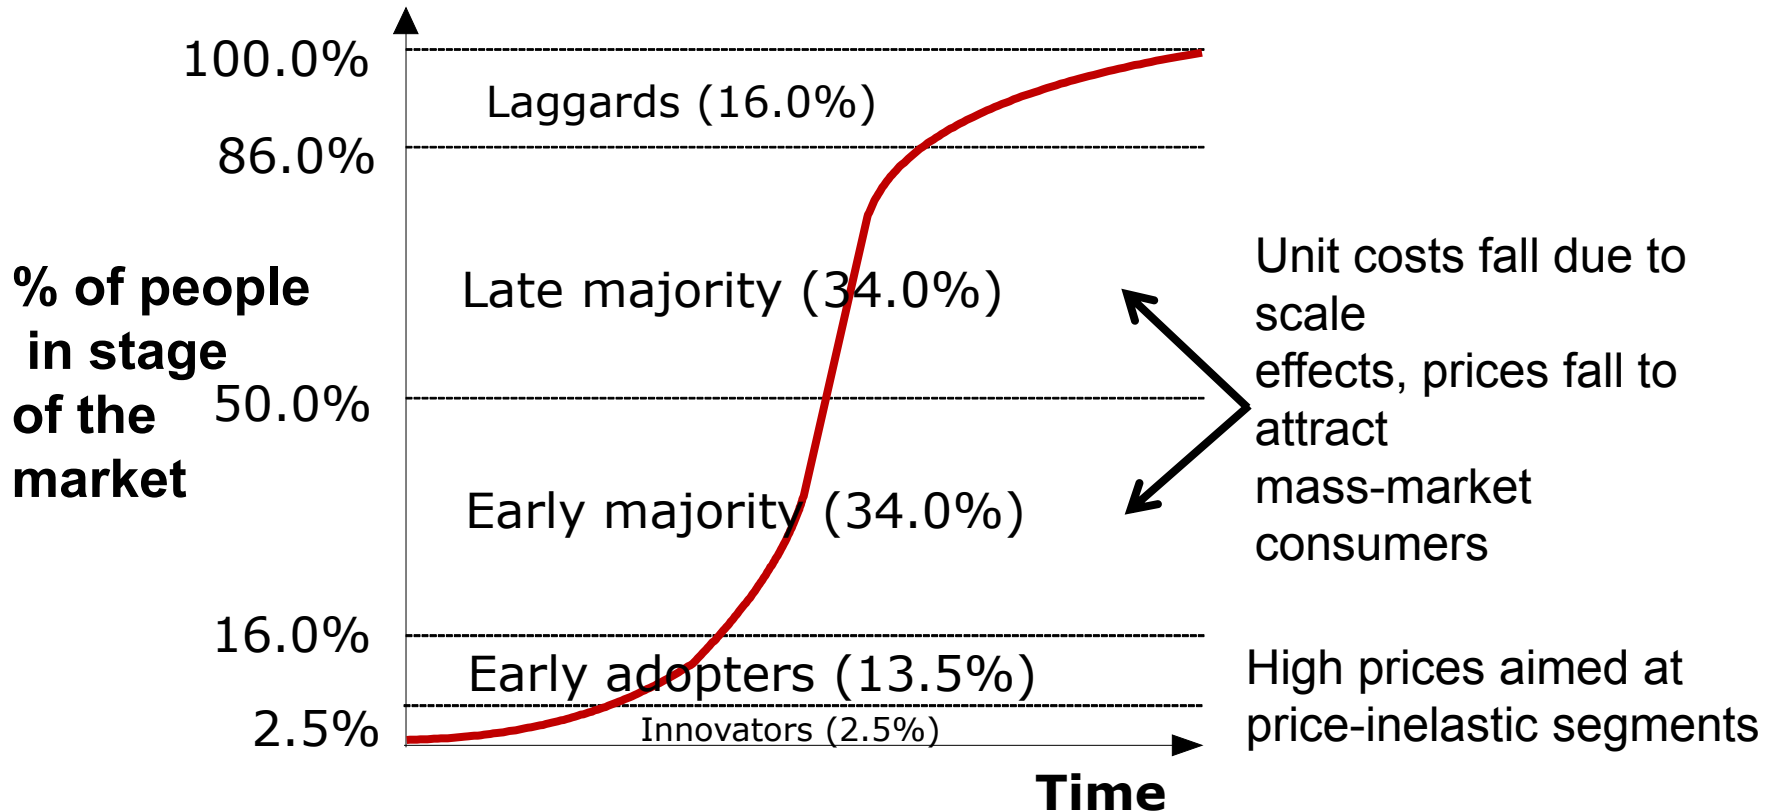 100.0%
Laggards (16.0%)
86.0%
Late majority (34.0%)
% of people
in stage
of the
market
50.0%
Unit costs fall due to
scale
effects, prices fall to
attract
mass-market
consumers
Early majority (34.0%)
16.0%
Early adopters (13.5%)
2.5%
Innovators (2.5%)
High prices aimed at
price-inelastic segments
Time